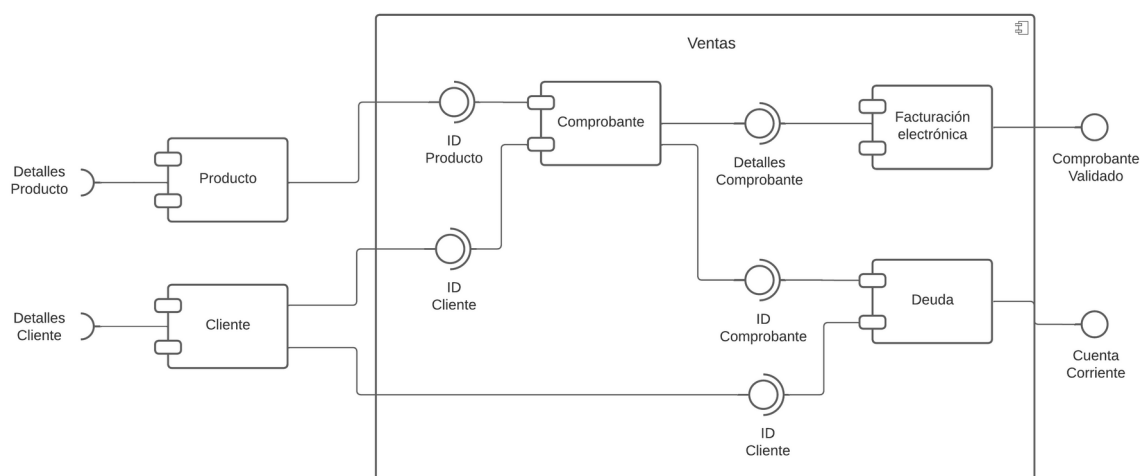 Ventas
Detalles
Producto
Producto
ID
Producto
Comprobante
Detalles
Comprobante
Facturación
electrónica
Comprobante
Validado
Detalles
Cliente
Cliente
ID
Cliente
ID
Comprobante
Deuda
Cuenta
Corriente
ID
Cliente